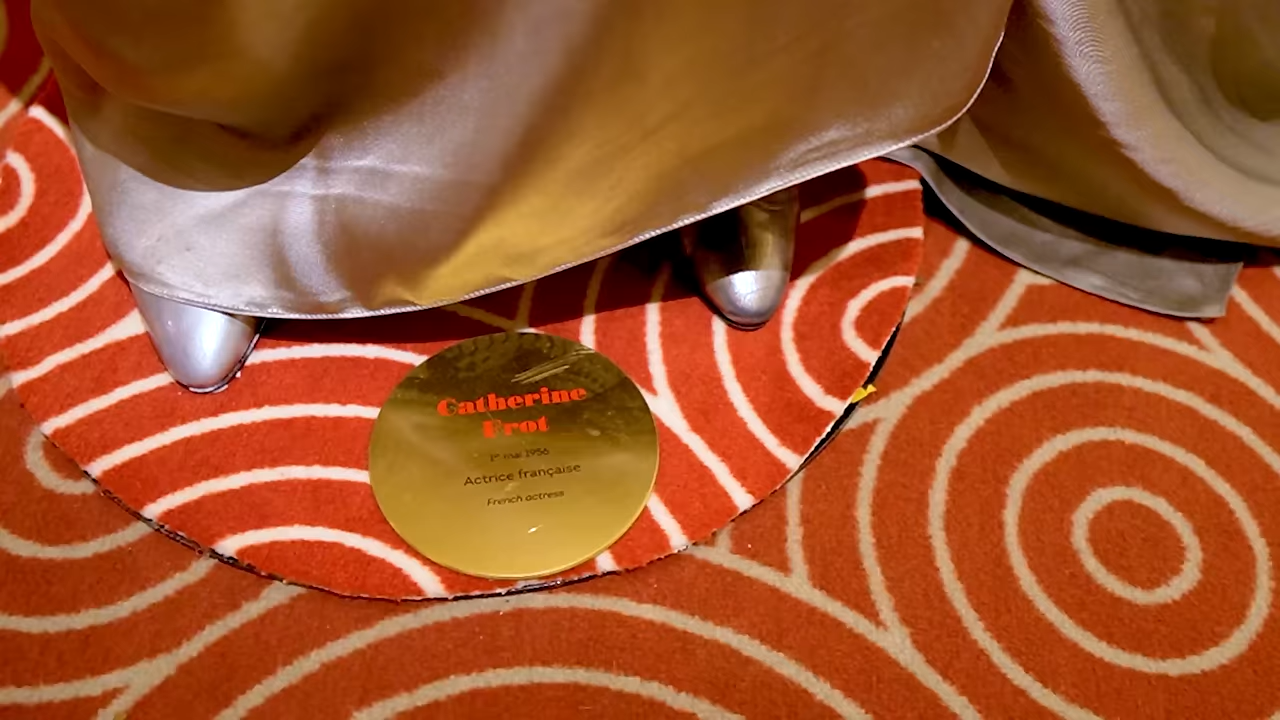 Catherine
Frot
1er mai 1956
Actrice française
French actress